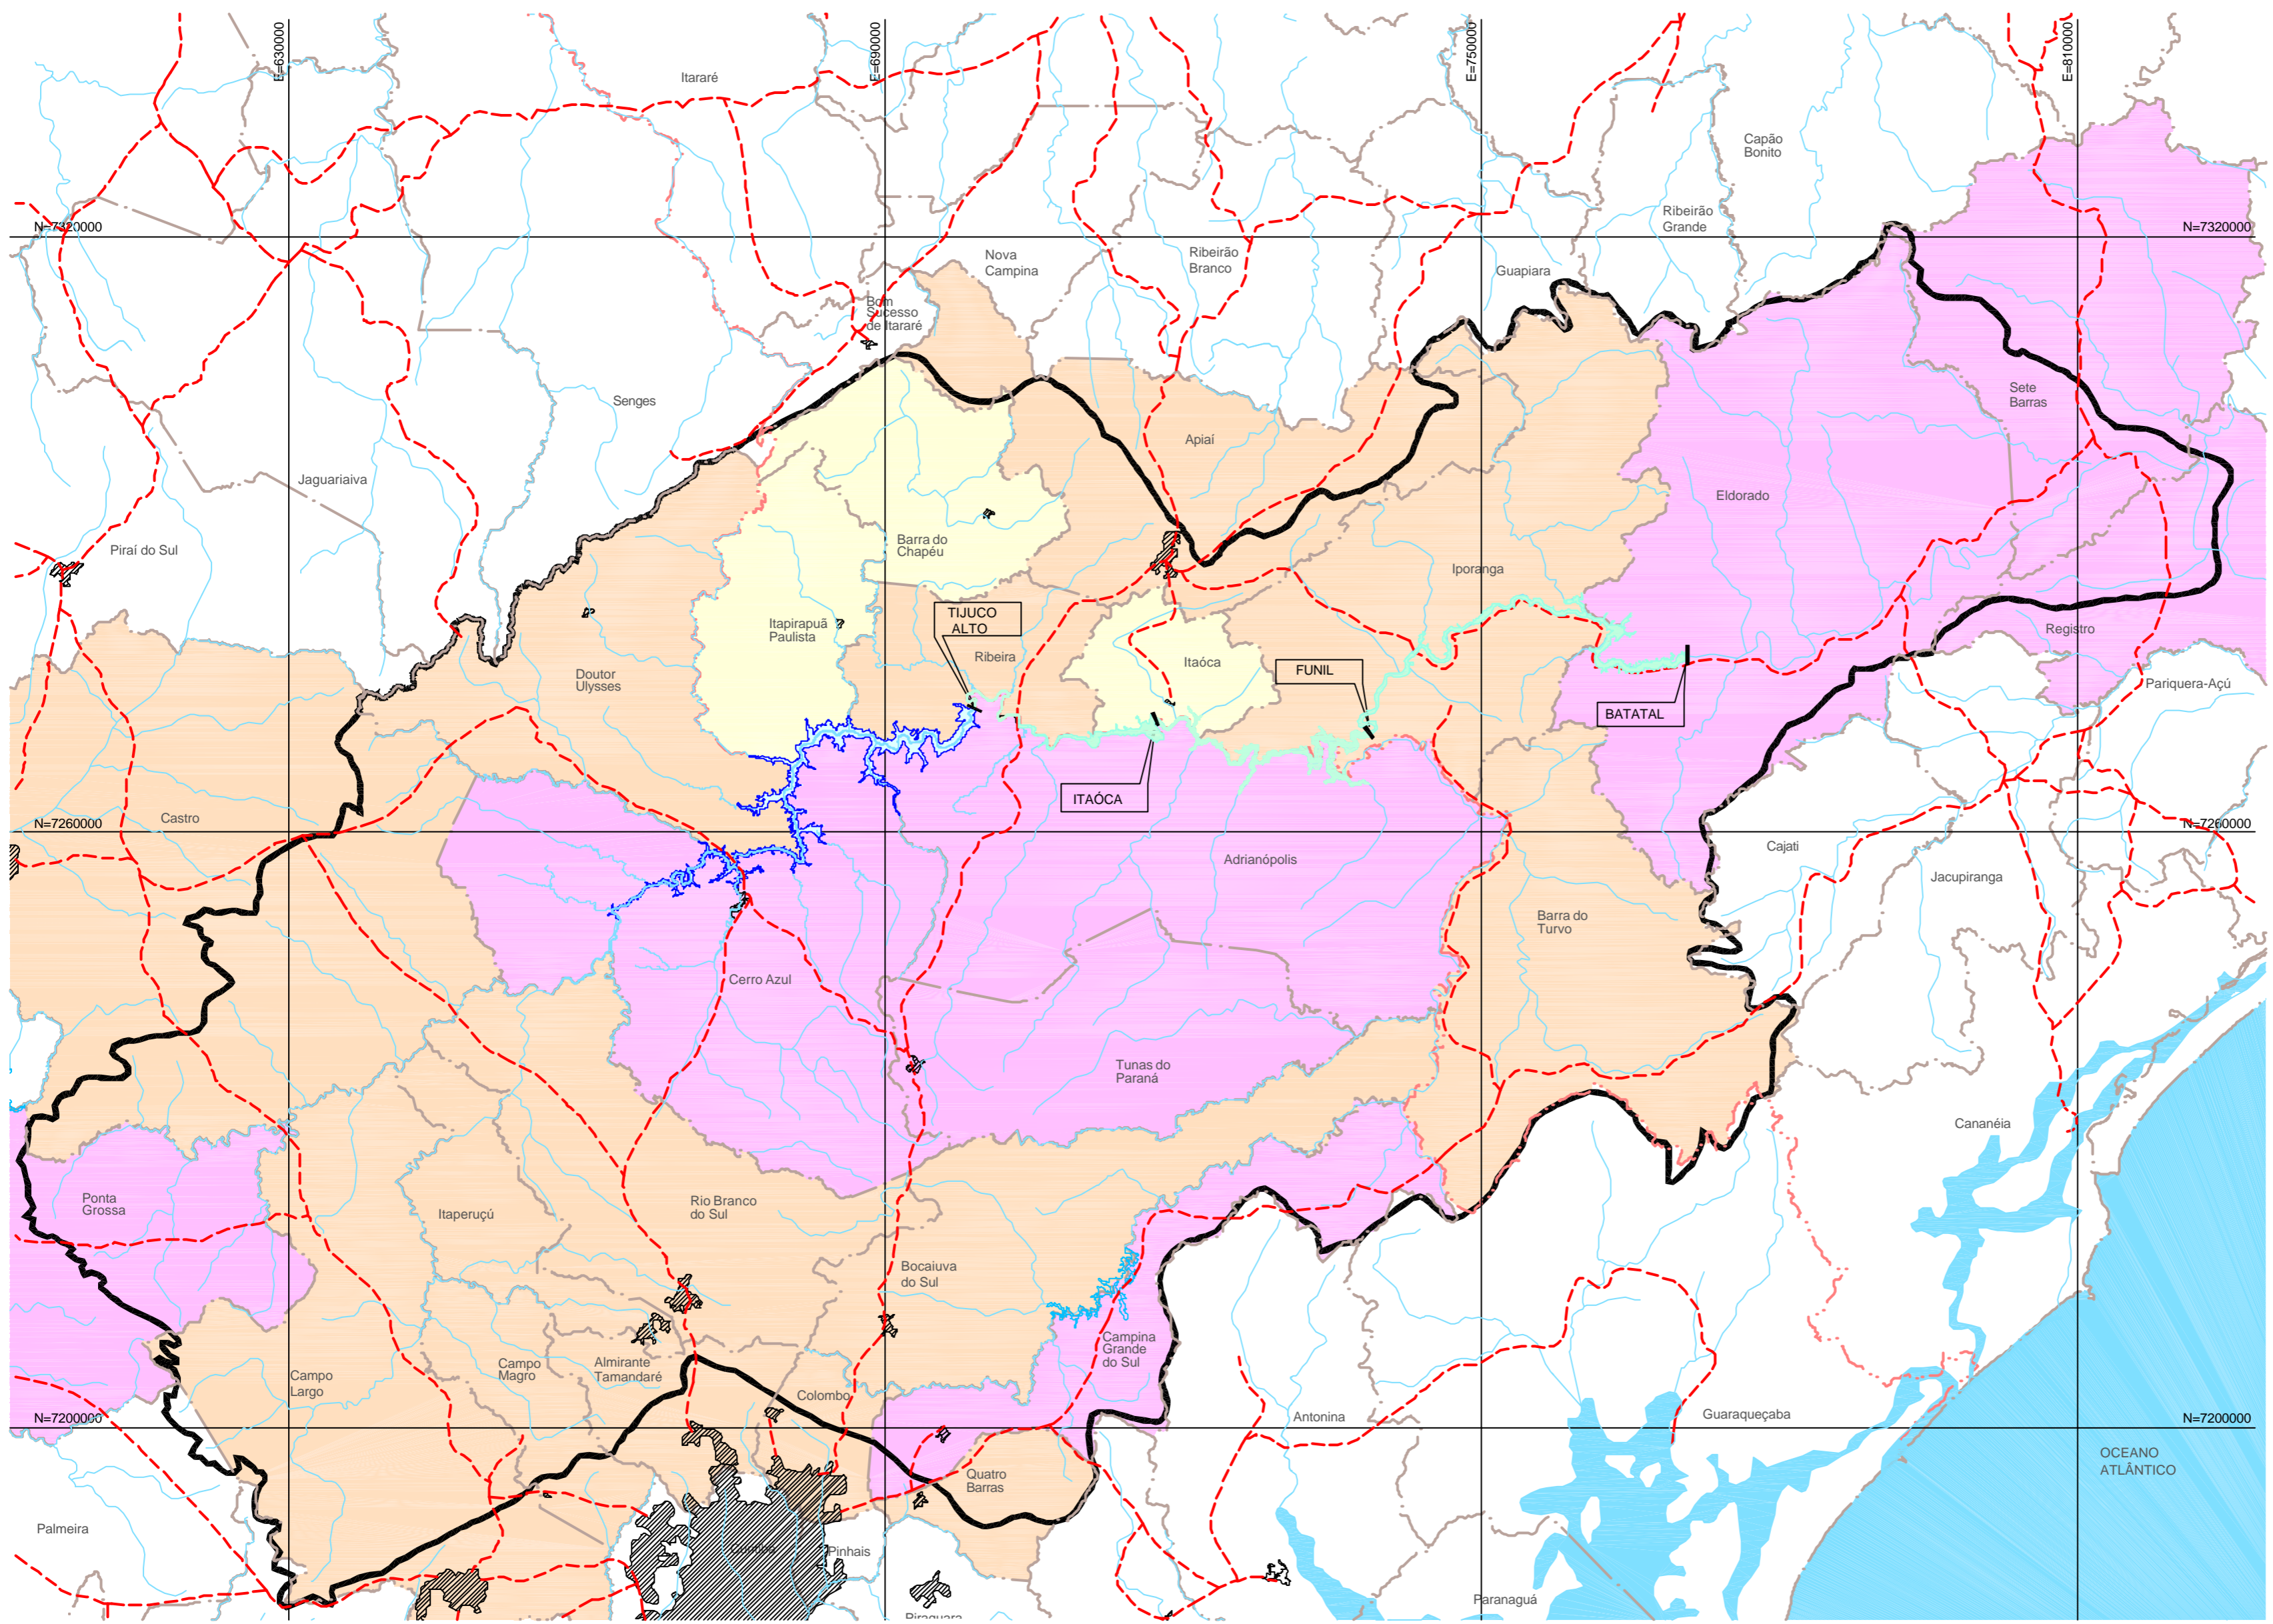 E=630000
E=690000
E=750000
E=810000
Itararé
Capão
Bonito
Ribeirão
Grande
N=7320000
N=7320000
Nova
Campina
Ribeirão
Branco
Guapiara
Bom
Sucesso
de Itararé
Senges
Sete
Barras
Apiaí
Jaguariaiva
Eldorado
Piraí do Sul
Barra do
Chapéu
Iporanga
TIJUCO
ALTO
Itapirapuã
Paulista
Ribeira
Itaóca
FUNIL
Registro
Doutor
Ulysses
Pariquera-Açú
BATATAL
ITAÓCA
Castro
N=7260000
N=7260000
Adrianópolis
Cajati
Jacupiranga
Barra do
Turvo
Cerro Azul
Tunas do
Paraná
Cananéia
Ponta
Grossa
Itaperuçú
Rio Branco
do Sul
Bocaiuva
do Sul
Campina
Grande
do Sul
Campo
Largo
Campo
Magro
Almirante
Tamandaré
Colombo
N=7200000
Antonina
Guaraqueçaba
N=7200000
OCEANO
ATLÂNTICO
Quatro
Barras
Palmeira
Curitiba
Pinhais
Paranaguá
Piraquara